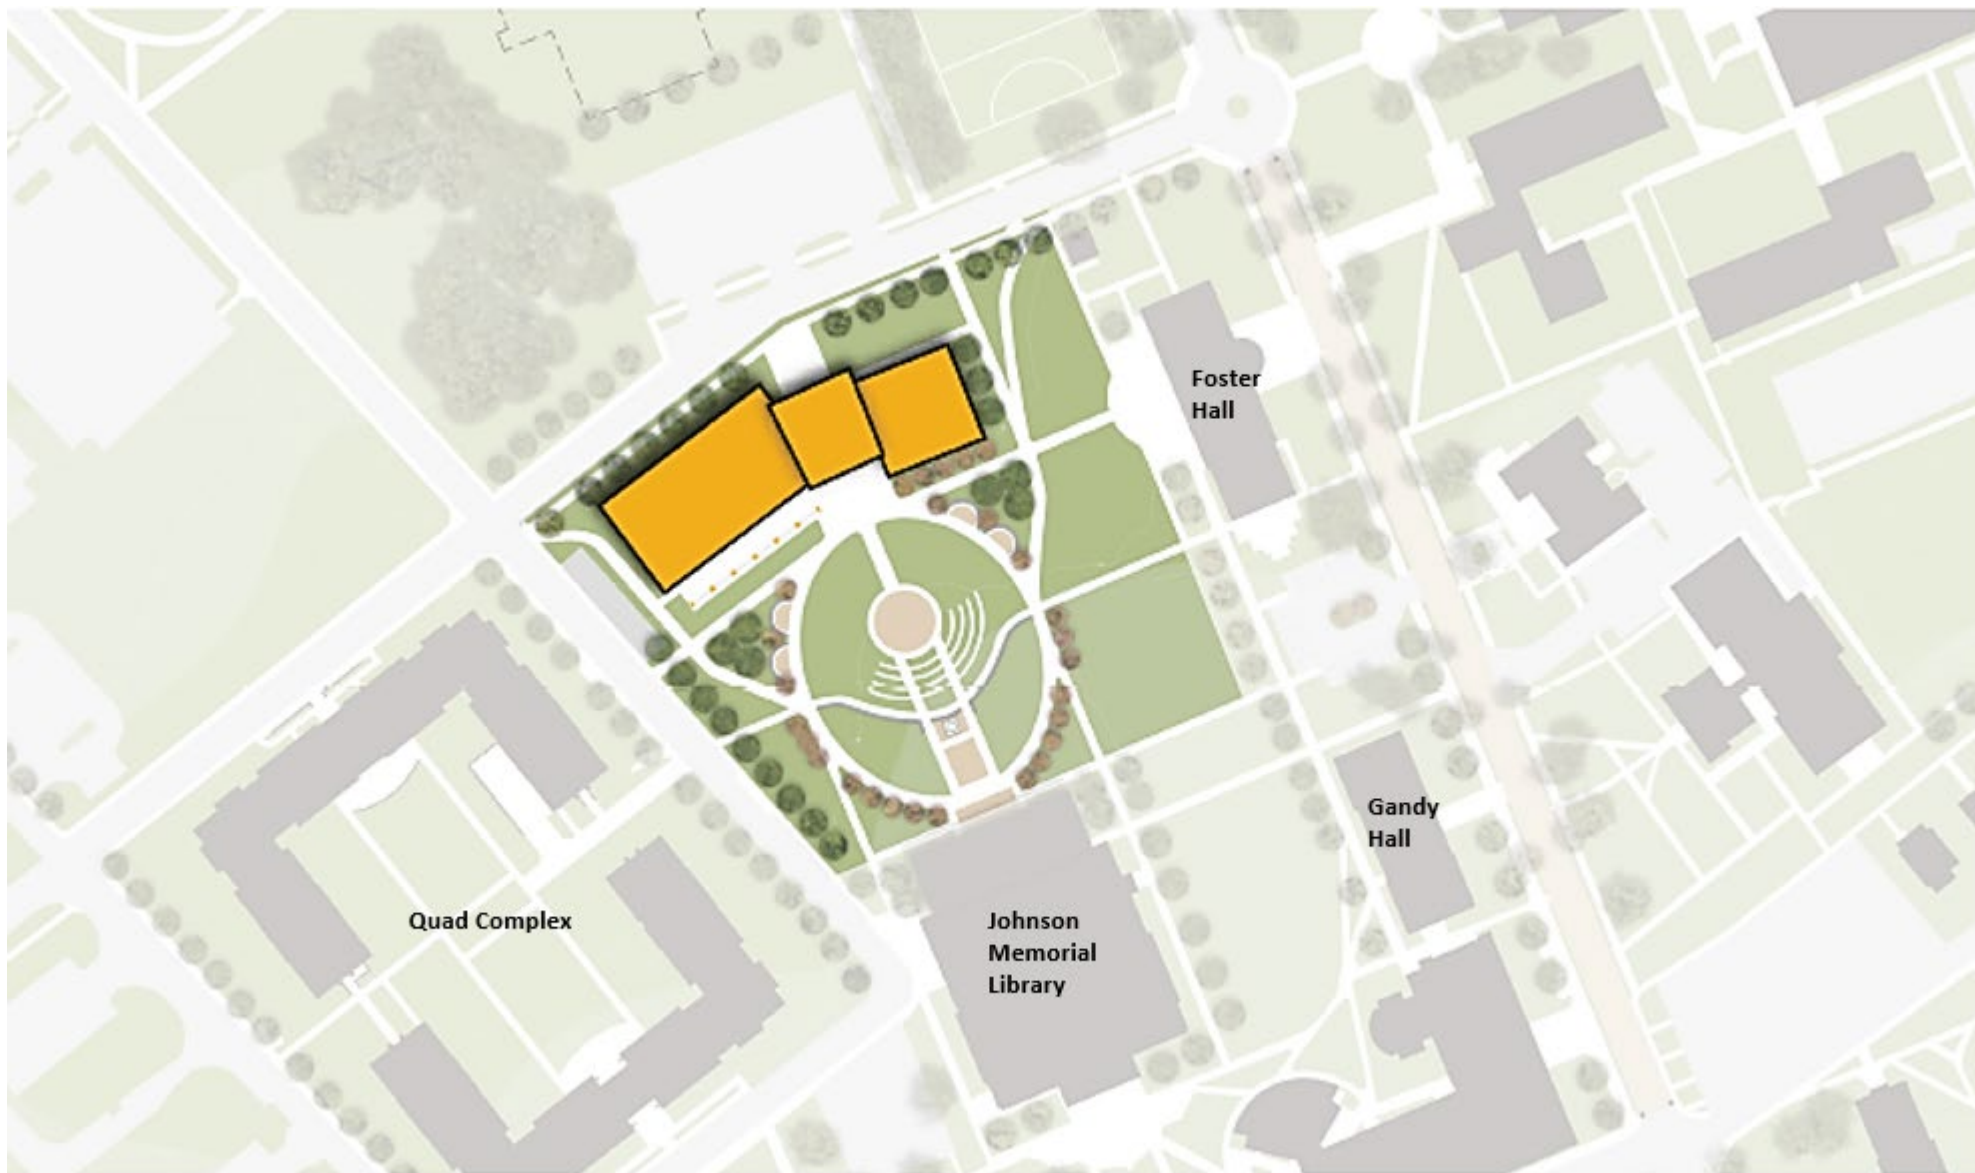 Foster
Hall
Gandy
Hall
Quad Complex
Johnson
Memorial
Library